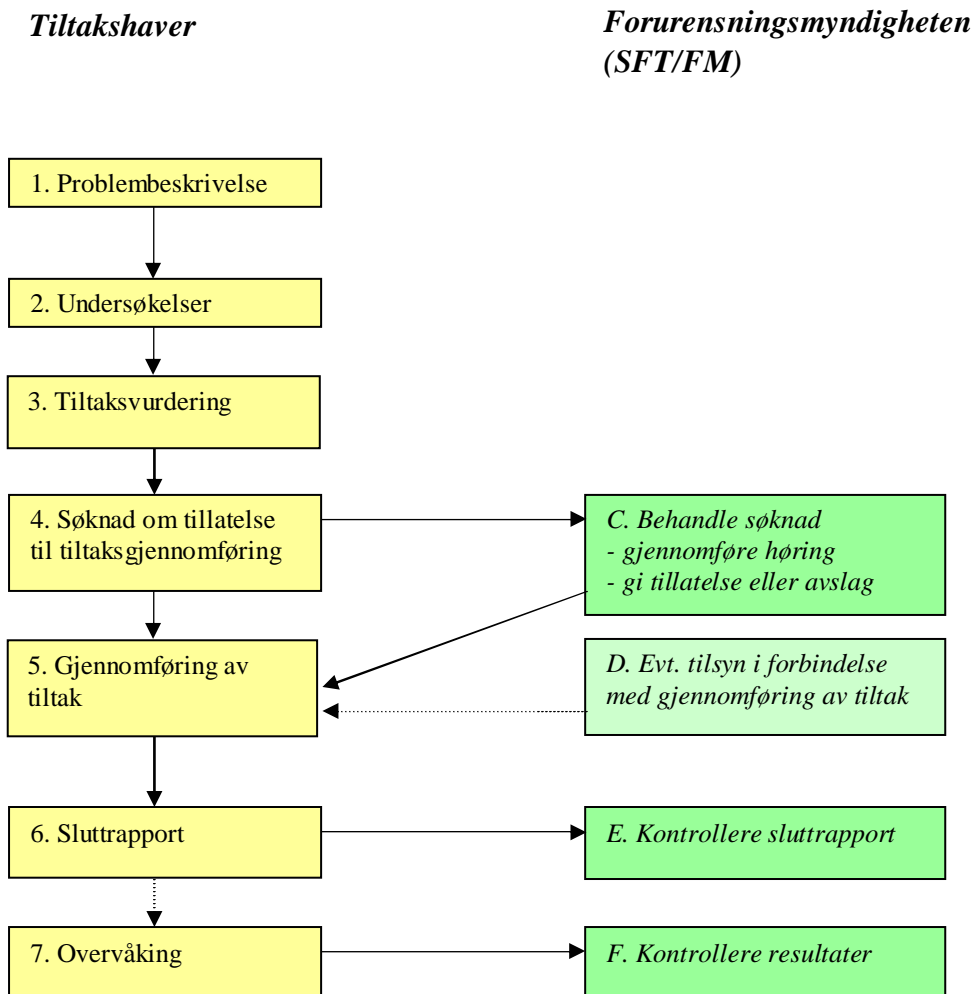 Tiltakshaver
Forurensningsmyndigheten
(SFT/FM)
1. Problembeskrivelse
2. Undersøkelser
3. Tiltaksvurdering
4. Søknad om tillatelse
til tiltaksgjennomføring
C. Behandle søknad
- gjennomføre høring
- gi tillatelse eller avslag
5. Gjennomføring av
tiltak
D. Evt. tilsyn i forbindelse
med gjennomføring av tiltak
6. Sluttrapport
E. Kontrollere sluttrapport
7. Overvåking
F. Kontrollere resultater